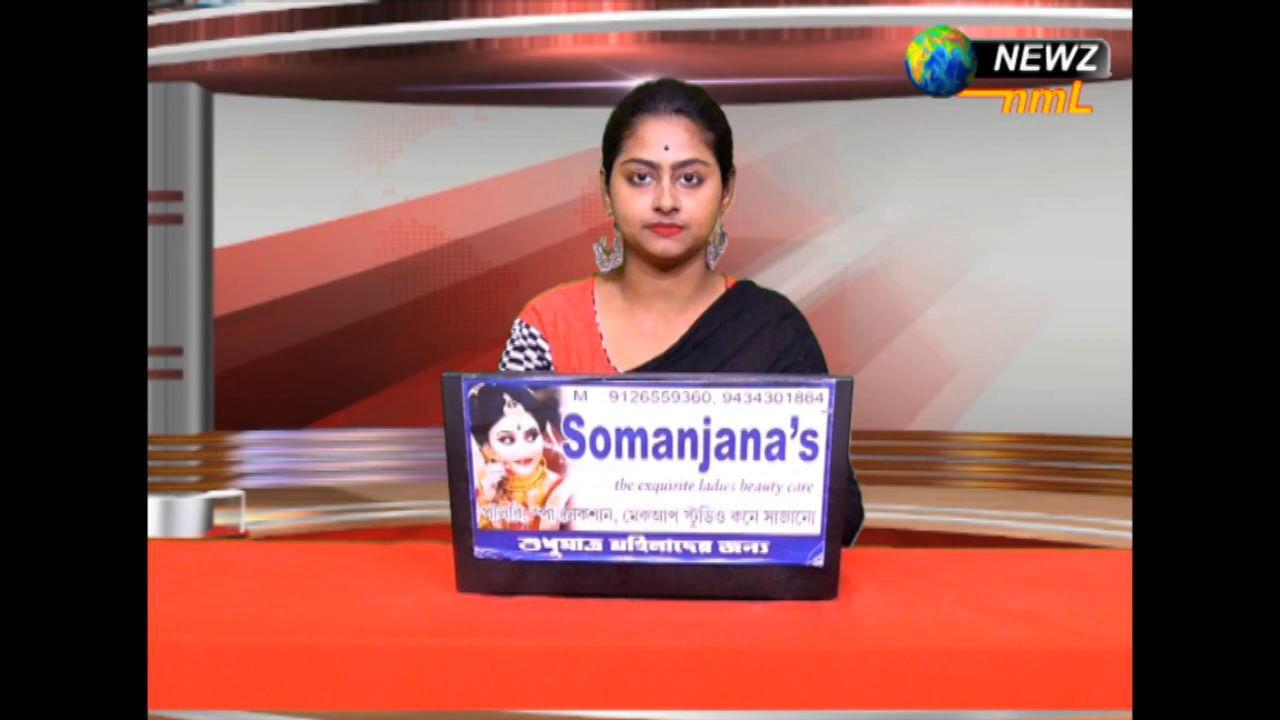 NEWZ
nmL
M 9126559360, 9434301864
Somanjana's
the exquisite ladies beauty care
মেকআপ স্টুডিও কনে সাজানো
শুধুমাত্র মহিলাদের জন্য